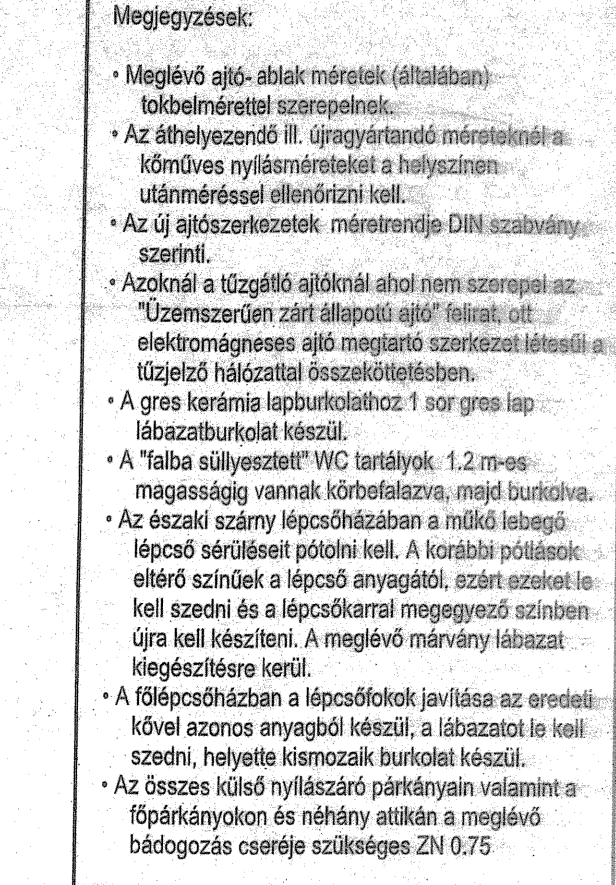 Megjegyzések:
• Meglévő ajtó- ablak méretek (általában)
tokbelmérettel szerepelnek.
• Az áthelyezendő ill. újragyártandó méreteknél a
kőműves nyílásméreteket a helyszínen
utánméréssel ellenőrizni kell.
• Az új ajtószerkezetek méretrendje DIN szabvány
szerinti.
• Azoknál a tűzgátló ajtóknál ahol nem szerepel az
"Üzemszerűen zárt állapotú ajtó" felirat, ott
elektromágneses ajtó megtartó szerkezet létesűl a
tűzjelző hálózattal összeköttetésben.
• A gres kerámia lapburkolathoz 1 sor gres lap
lábazatburkolat készül.
• A "falba süllyesztett" WC tartályok 1.2 m-es
magasságig vannak körbefalazva, majd burkolva.
• Az északi szárny lépcsőházában a műkő lebegő
lépcső sérüléseit pótolni kell. A korábbi pótlások
eltérő színűek a lépcső anyagától, ezért ezeket le
kell szedni és a lépcsőkarral megegyező színben
újra kell készíteni. A meglévő márvány lábazat
kiegészítésre kerül.
• A főlépcsőházban a lépcsőfokok javítása az eredeti
kővel azonos anyagból készül, a lábazatot le kell
szedni, helyette kismozaik burkolat készül.
• Az összes külső nyílászáró párkányain valamint a
főpárkányokon és néhány attikán a meglévő
bádogozás cseréje szükséges ZN 0.75